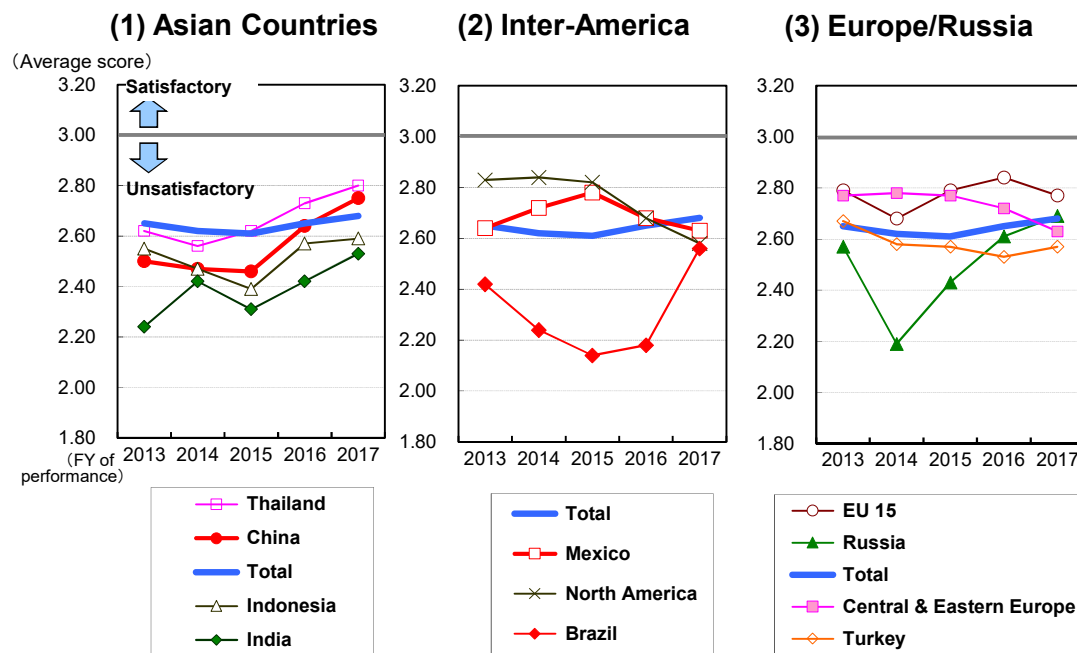 (1) Asian Countries
（Average score）
3.20
Satisfactory
3.00
Unsatisfactory
2.80
2.60
2.40
2.20
2.00
1.80
（FY of performance）
2013 2014 2015 2016 2017
Thailand
China
Total
Indonesia
India
(2) Inter-America
3.20
3.00
2.80
2.60
2.40
2.20
2.00
1.80
2013 2014 2015 2016 2017
Total
Mexico
North America
Brazil
(3) Europe/Russia
3.20
3.00
2.80
2.60
2.40
2.20
2.00
1.80
2013 2014 2015 2016 2017
EU 15
Russia
Total
Central & Eastern Europe
Turkey